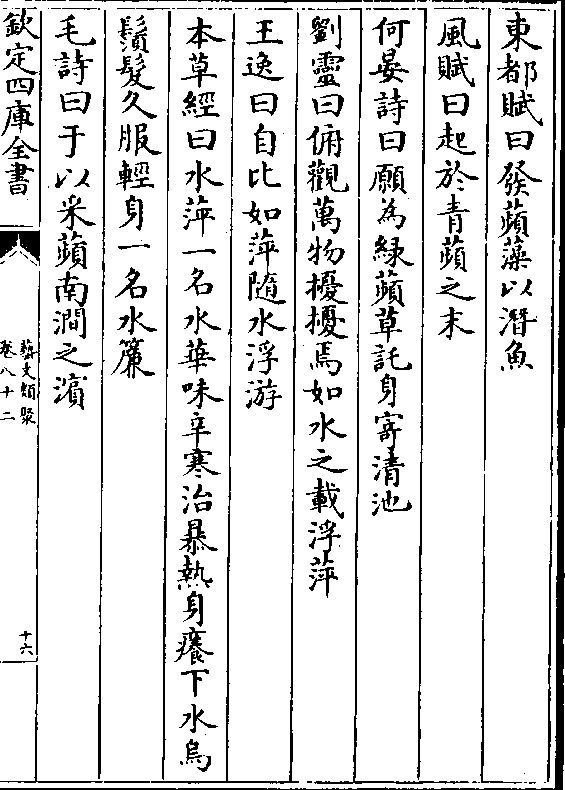 東都賦曰發蘋藻以潛魚
風賦曰起於青蘋之末
何晏詩曰願為緑蘋草託身寄清池
劉靈曰俯觀萬物擾擾焉如水之載浮萍
王逸曰自比如萍隨水浮游
本草經曰水萍一名水華味辛寒治暴熱身癢下水烏
鬚髮久服輕身一名水簾
毛詩曰于以采蘋南澗之濱
欽定四庫全書
藝文類聚
卷八十二
十六